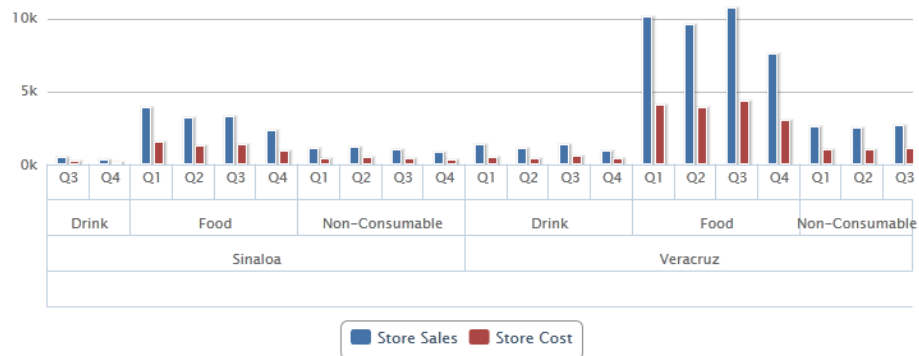 10k
5k
0k
Q3 Q4 Q1 Q2 Q3 Q4 Q1 Q2 Q3 Q4 Q1 Q2 Q3 Q4 Q1 Q2 Q3 Q4 Q1 Q2 Q3
Drink Food Non-Consumable Drink Food Non-Consumable
Sinaloa Veracruz
Store Sales Store Cost